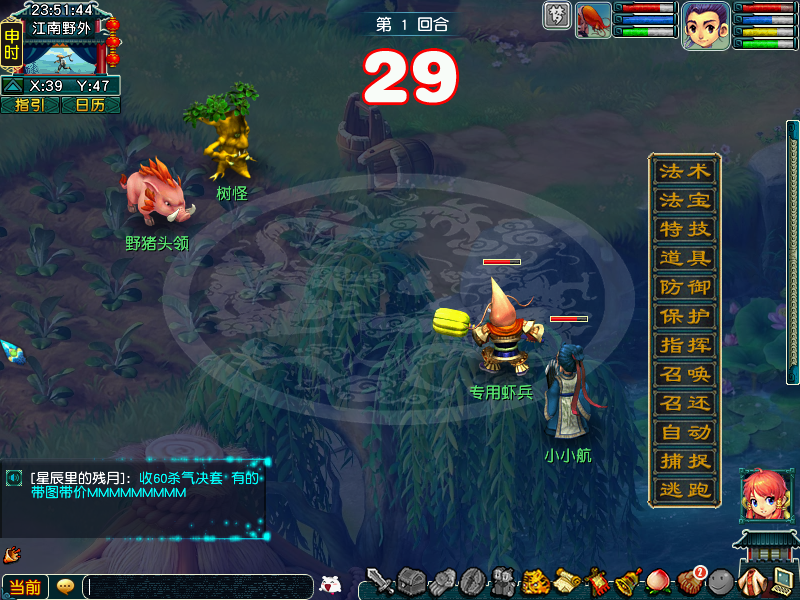 23:51:44
江南野外
申时
X:39 Y:47
指引 日历
第 1 回合
29
梦
树怪
野猪头领
专用虾兵
小小航
法术
法宝
特技
道具
防御
保护
指挥
召唤
召还
自动
捕捉
逃跑
[星辰里的残月]：收60杀气决套 有的
带图带价MMMMMMMMM
当前
2